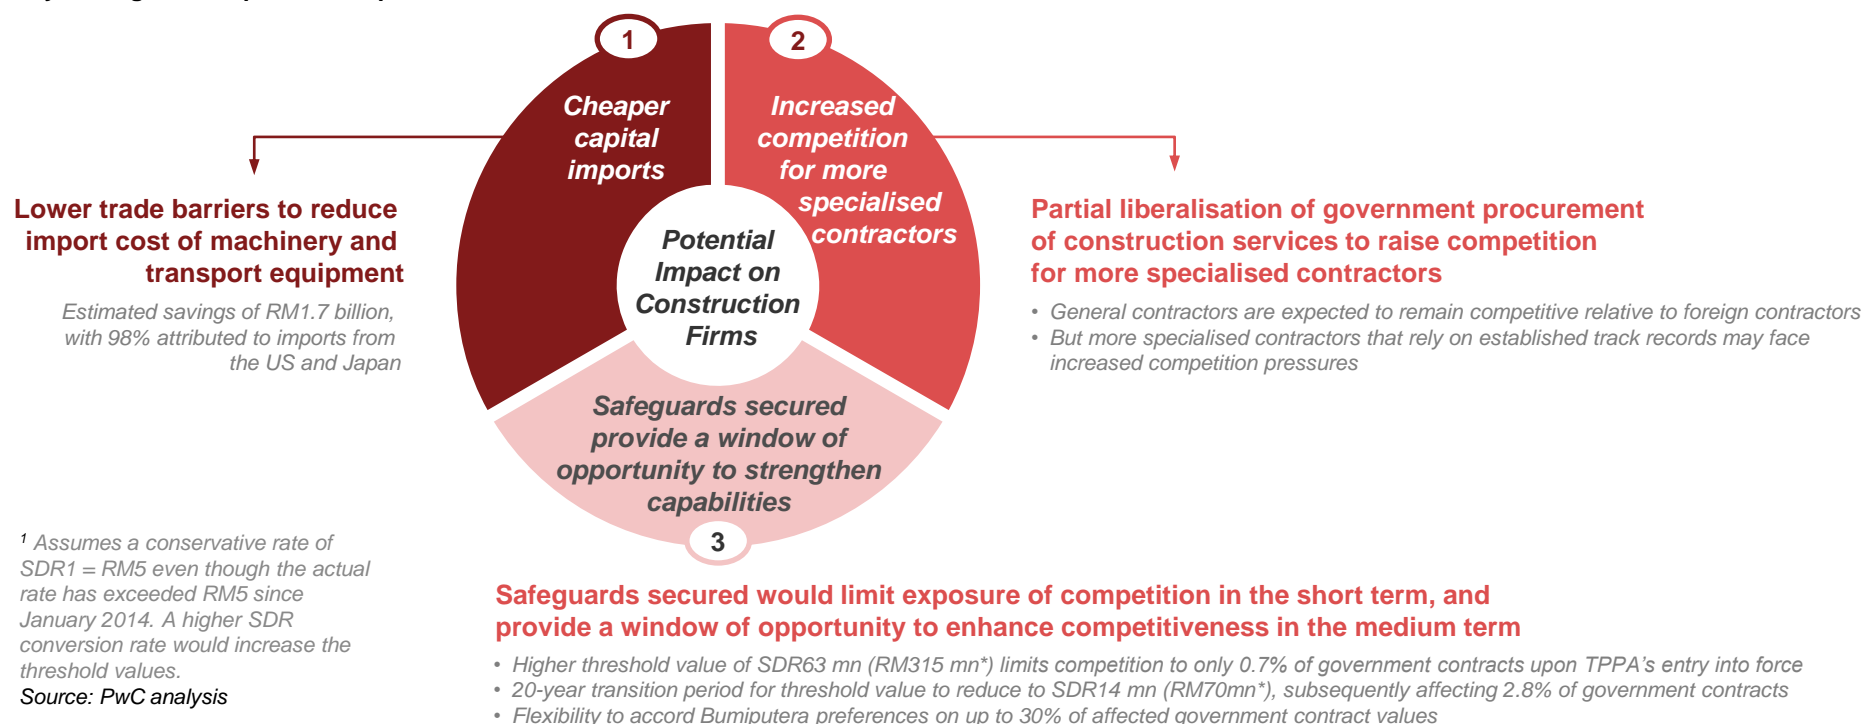 1
2
Cheaper
capital
imports
Increased
competition
for more
specialised
contractors
Potential
Impact on
Construction
Firms
Safeguards secured
provide a window of
opportunity to strengthen
capabilities
3
Lower trade barriers to reduce
import cost of machinery and
transport equipment
Estimated savings of RM1.7 billion,
with 98% attributed to imports from
the US and Japan
Partial liberalisation of government procurement
of construction services to raise competition
for more specialised contractors
• General contractors are expected to remain competitive relative to foreign contractors
• But more specialised contractors that rely on established track records may face
increased competition pressures
Safeguards secured would limit exposure of competition in the short term, and
provide a window of opportunity to enhance competitiveness in the medium term
• Higher threshold value of SDR63 mn (RM315 mn*) limits competition to only 0.7% of government contracts upon TPPA's entry into force
• 20-year transition period for threshold value to reduce to SDR14 mn (RM70mn*), subsequently affecting 2.8% of government contracts
• Flexibility to accord Bumiputera preferences on up to 30% of affected government contract values
1 Assumes a conservative rate of
SDR1 = RM5 even though the actual
rate has exceeded RM5 since
January 2014. A higher SDR
conversion rate would increase the
threshold values.
Source: PwC analysis